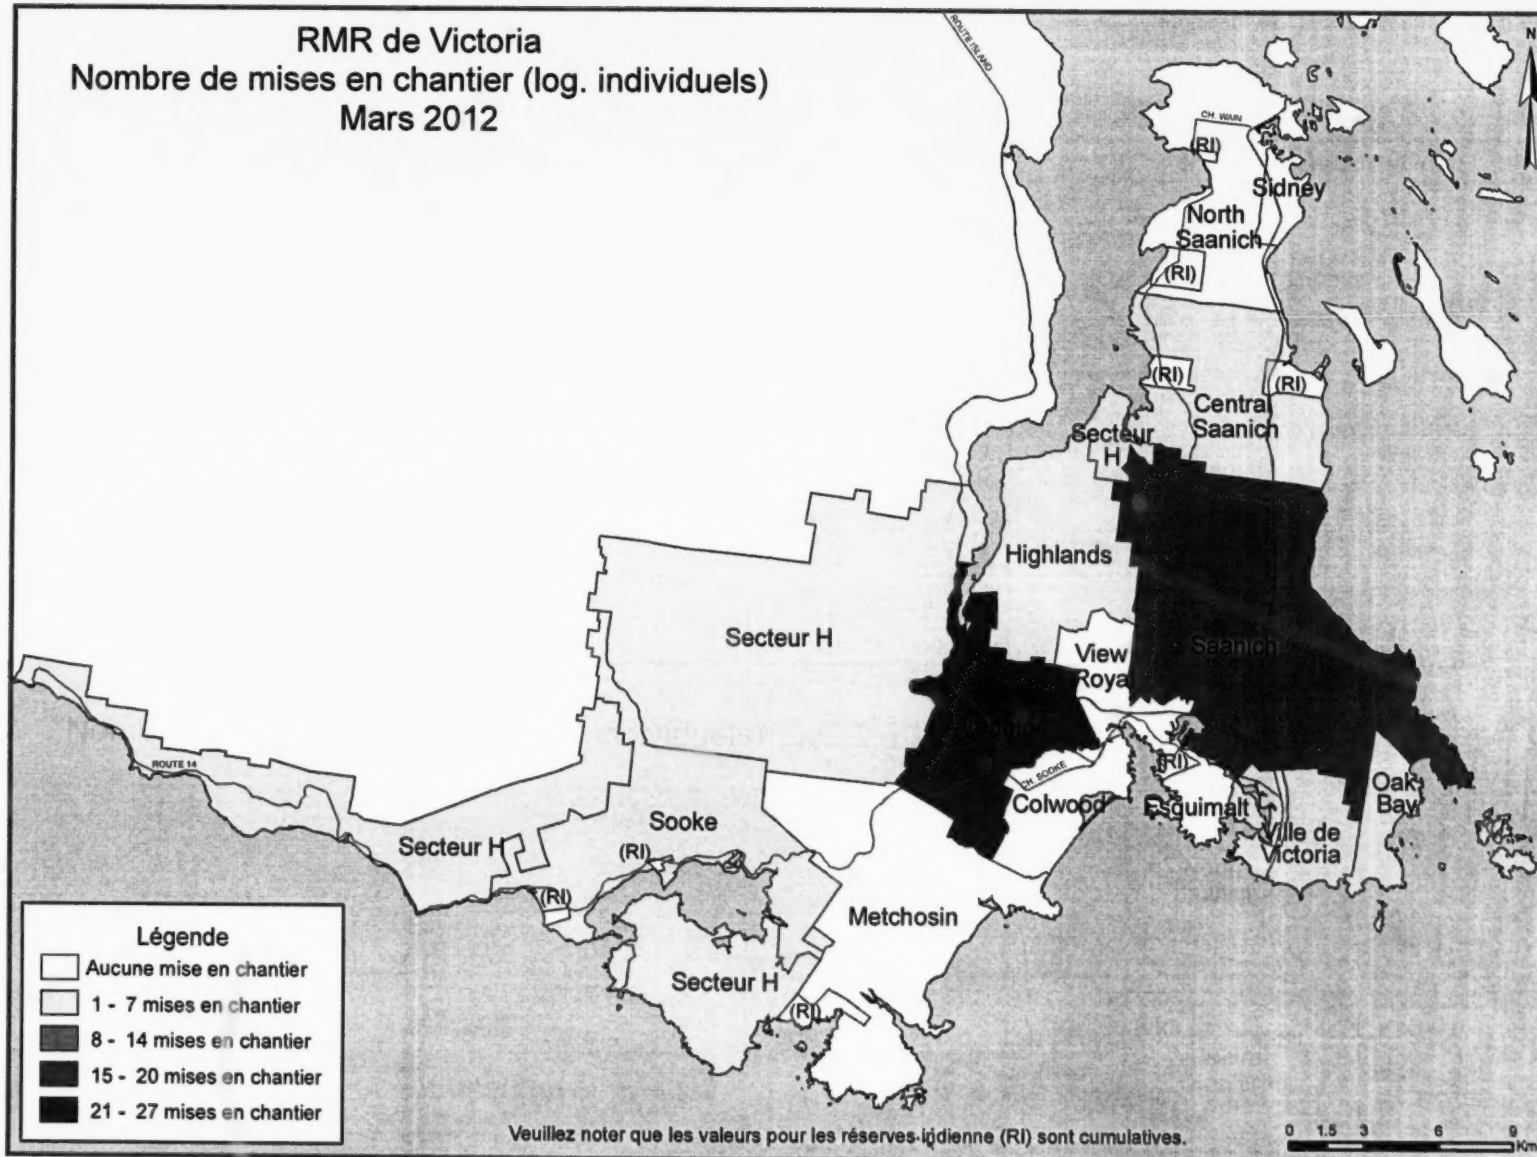 RMR de Victoria
Nombre de mises en chantier (log. individuels)
Mars 2012
N
ROUTE ISLAND
CH. WAIN
(RI)
Sidney
North
Saanich
(RI)
(RI)
(RI)
Central
Saanich
Secteur
H
Highlands
Secteur H
View
Royal
Saanich
ROUTE 14
CH. SOOKE
(RI)
Colwood
Esquimalt
Oak
Bay
Ville de
Victoria
Sooke
Secteur H
(RI)
(RI)
Metchosin
Secteur H
(RI)
Légende
Aucune mise en chantier
1 - 7 mises en chantier
8 - 14 mises en chantier
15 - 20 mises en chantier
21 - 27 mises en chantier
Veuillez noter que les valeurs pour les réserves indienne (RI) sont cumulatives.
0 1.5 3 6 9
Km